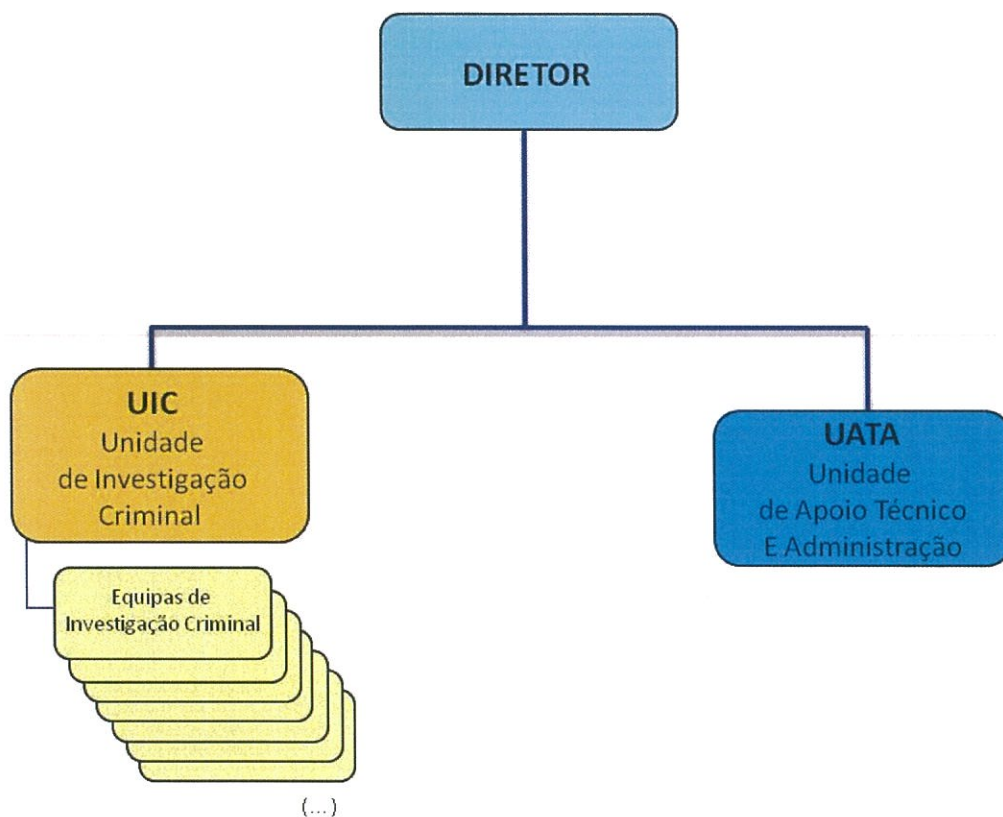 DIRETOR
UIC
Unidade
de Investigação
Criminal
UATA
Unidade
de Apoio Técnico
E Administração
Equipas de
Investigação Criminal
(...)